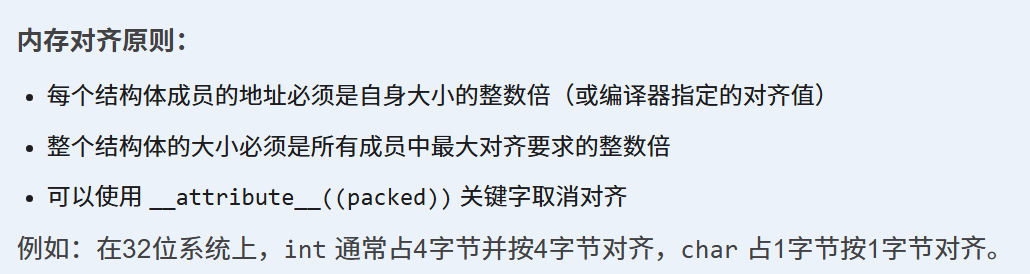 内存对齐原则：
• 每个结构体成员的地址必须是自身大小的整数倍（或编译器指定的对齐值）
• 整个结构体的大小必须是所有成员中最大对齐要求的整数倍
• 可以使用 __attribute__((packed)) 关键字取消对齐
例如：在32位系统上，int 通常占4字节并按4字节对齐，char 占1字节按1字节对齐。